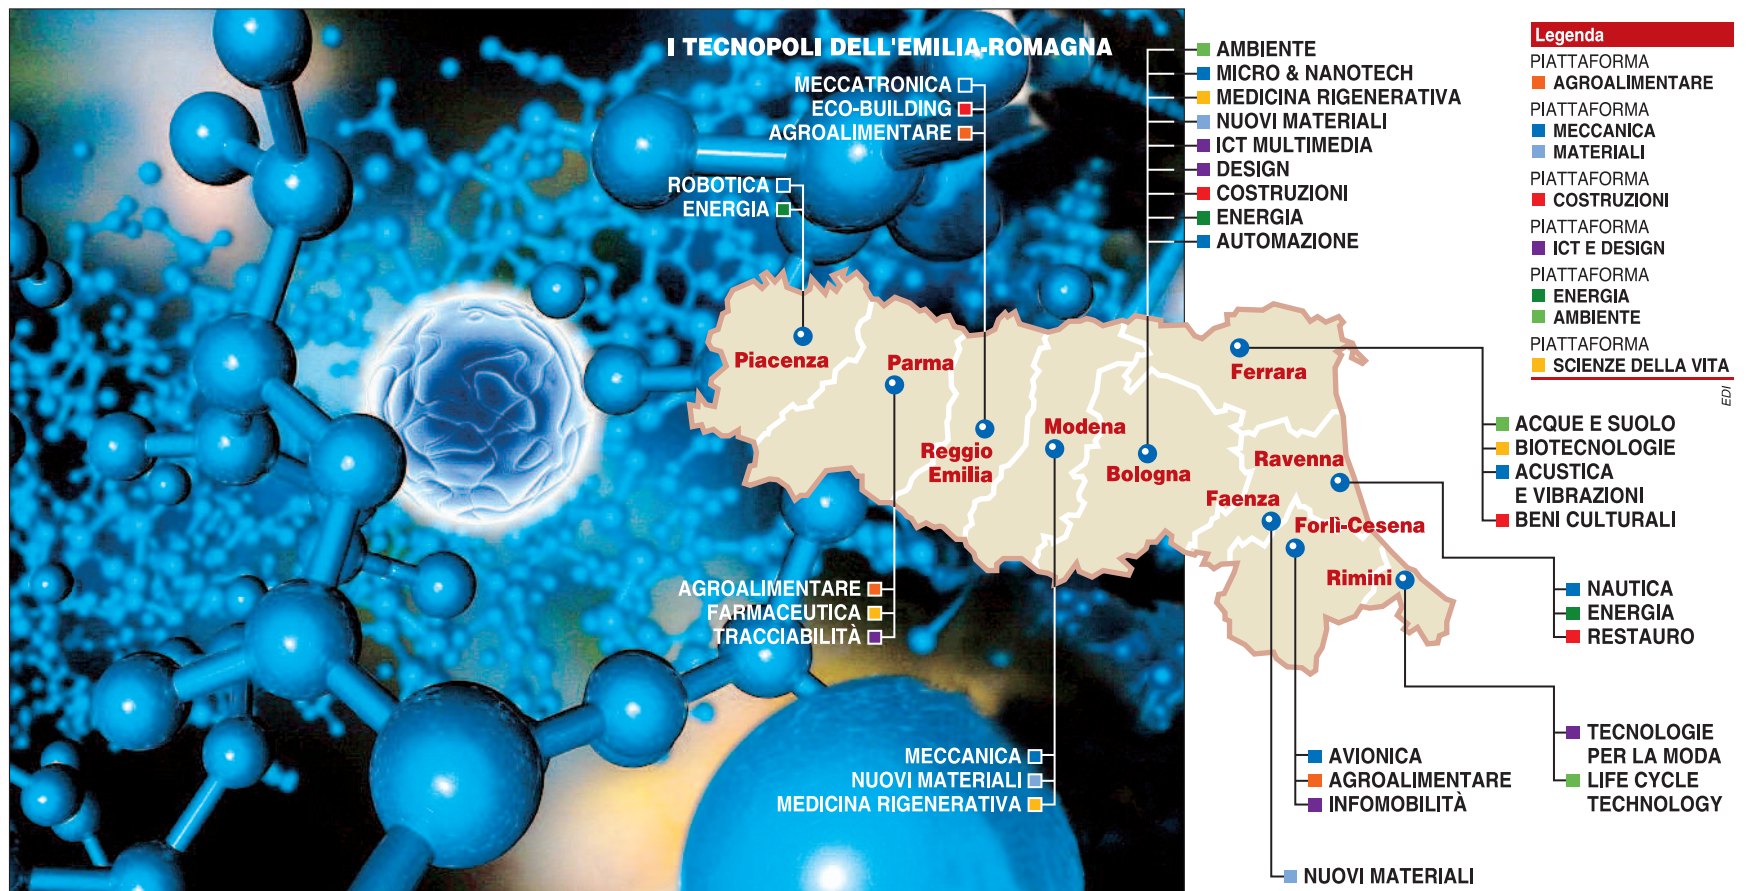 I TECNOPOLI DELL'EMILIA-ROMAGNA
MECCATRONICA
ECO-BUILDING
AGROALIMENTARE
ROBOTICA
ENERGIA
AMBIENTE
MICRO & NANOTECH
MEDICINA RIGENERATIVA
NUOVI MATERIALI
ICT MULTIMEDIA
DESIGN
COSTRUZIONI
ENERGIA
AUTOMAZIONE
Legenda
PIATTAFORMA
AGROALIMENTARE
PIATTAFORMA
MECCANICA
MATERIALI
PIATTAFORMA
COSTRUZIONI
PIATTAFORMA
ICT E DESIGN
PIATTAFORMA
ENERGIA
AMBIENTE
PIATTAFORMA
SCIENZE DELLA VITA
EDI
Piacenza
Parma
Reggio
Emilia
Modena
Bologna
Ferrara
Ravenna
Faenza
Forlì-Cesena
Rimini
ACQUE E SUOLO
BIOTECNOLOGIE
ACUSTICA
E VIBRAZIONI
BENI CULTURALI
NAUTICA
ENERGIA
RESTAURO
AGROALIMENTARE
FARMACEUTICA
TRACCIABILITÀ
MECCANICA
NUOVI MATERIALI
MEDICINA RIGENERATIVA
AVIONICA
AGROALIMENTARE
INFOMOBILITÀ
TECNOLOGIE
PER LA MODA
LIFE CYCLE
TECHNOLOGY
NUOVI MATERIALI